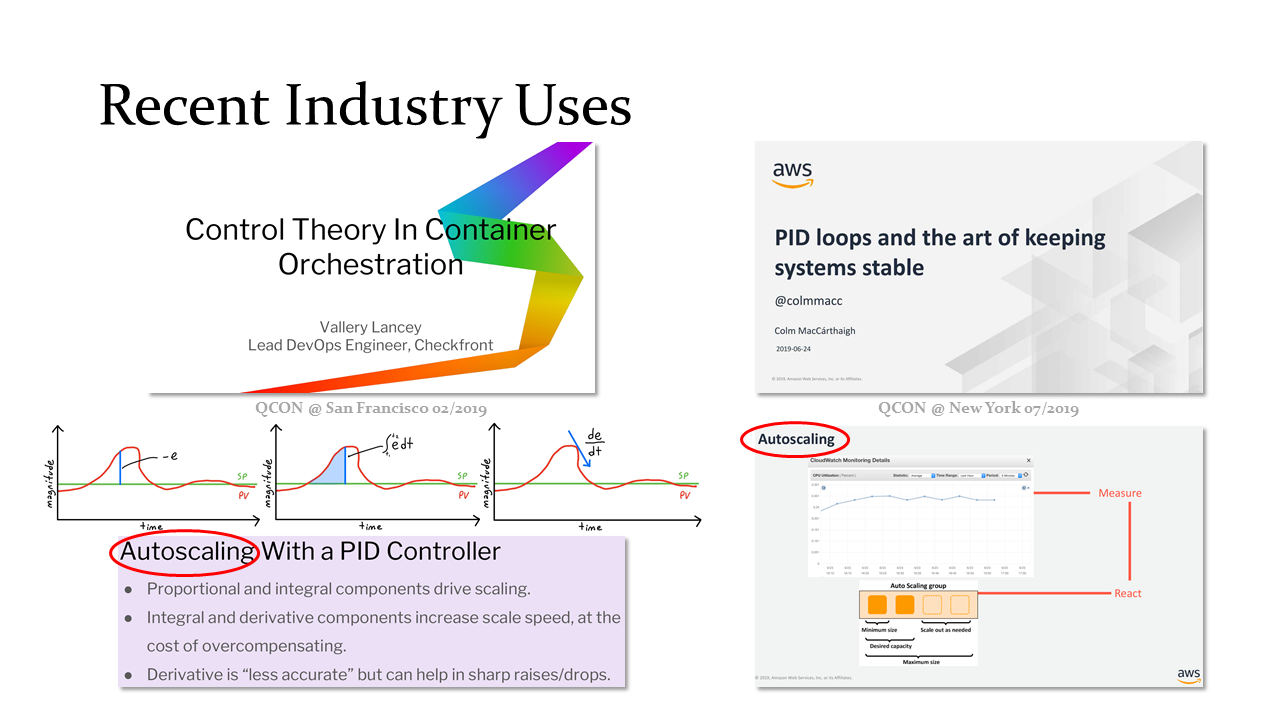 Recent Industry Uses
Control Theory In Container
Orchestration
Vallery Lancey
Lead DevOps Engineer, Checkfront
QCON @ San Francisco 02/2019
magnitude
-e
SP
PV
time
magnitude
e dt
SP
PV
time
magnitude
de
dt
SP
PV
time
Autoscaling With a PID Controller
● Proportional and integral components drive scaling.
● Integral and derivative components increase scale speed, at the
cost of overcompensating.
● Derivative is “less accurate” but can help in sharp raises/drops.
aws
PID loops and the art of keeping
systems stable
@colmmacc
Colm MacCárthaigh
2019-06-24
© 2019, Amazon Web Services, Inc. or its Affiliates.
QCON @ New York 07/2019
Autoscaling
CloudWatch Monitoring Details
CPU Utilization (Percent)
Statistic: Average
Time Range: Last Hour
Period: 5 Minutes
Measure
Auto Scaling group
React
Minimum size
Scale out as needed
Desired capacity
Maximum size
© 2019, Amazon Web Services, Inc. or its Affiliates.
aws